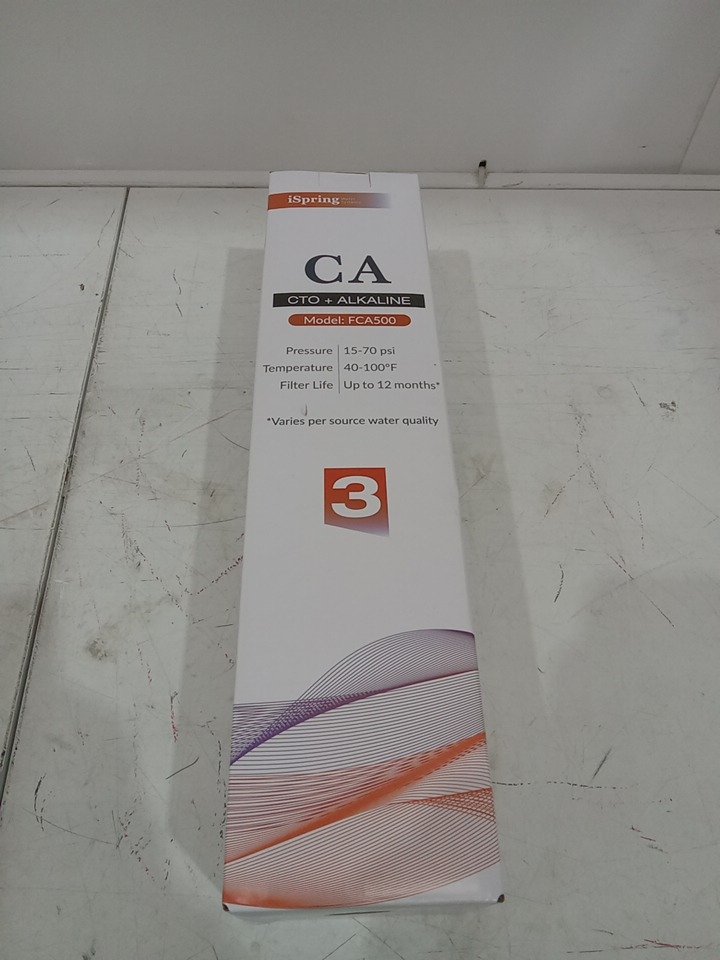 iSpring
CA
CTO + ALKALINE
Model: FCA500
Pressure 15-70 psi
Temperature 40-100°F
Filter Life Up to 12 months*
*Varies per source water quality
3